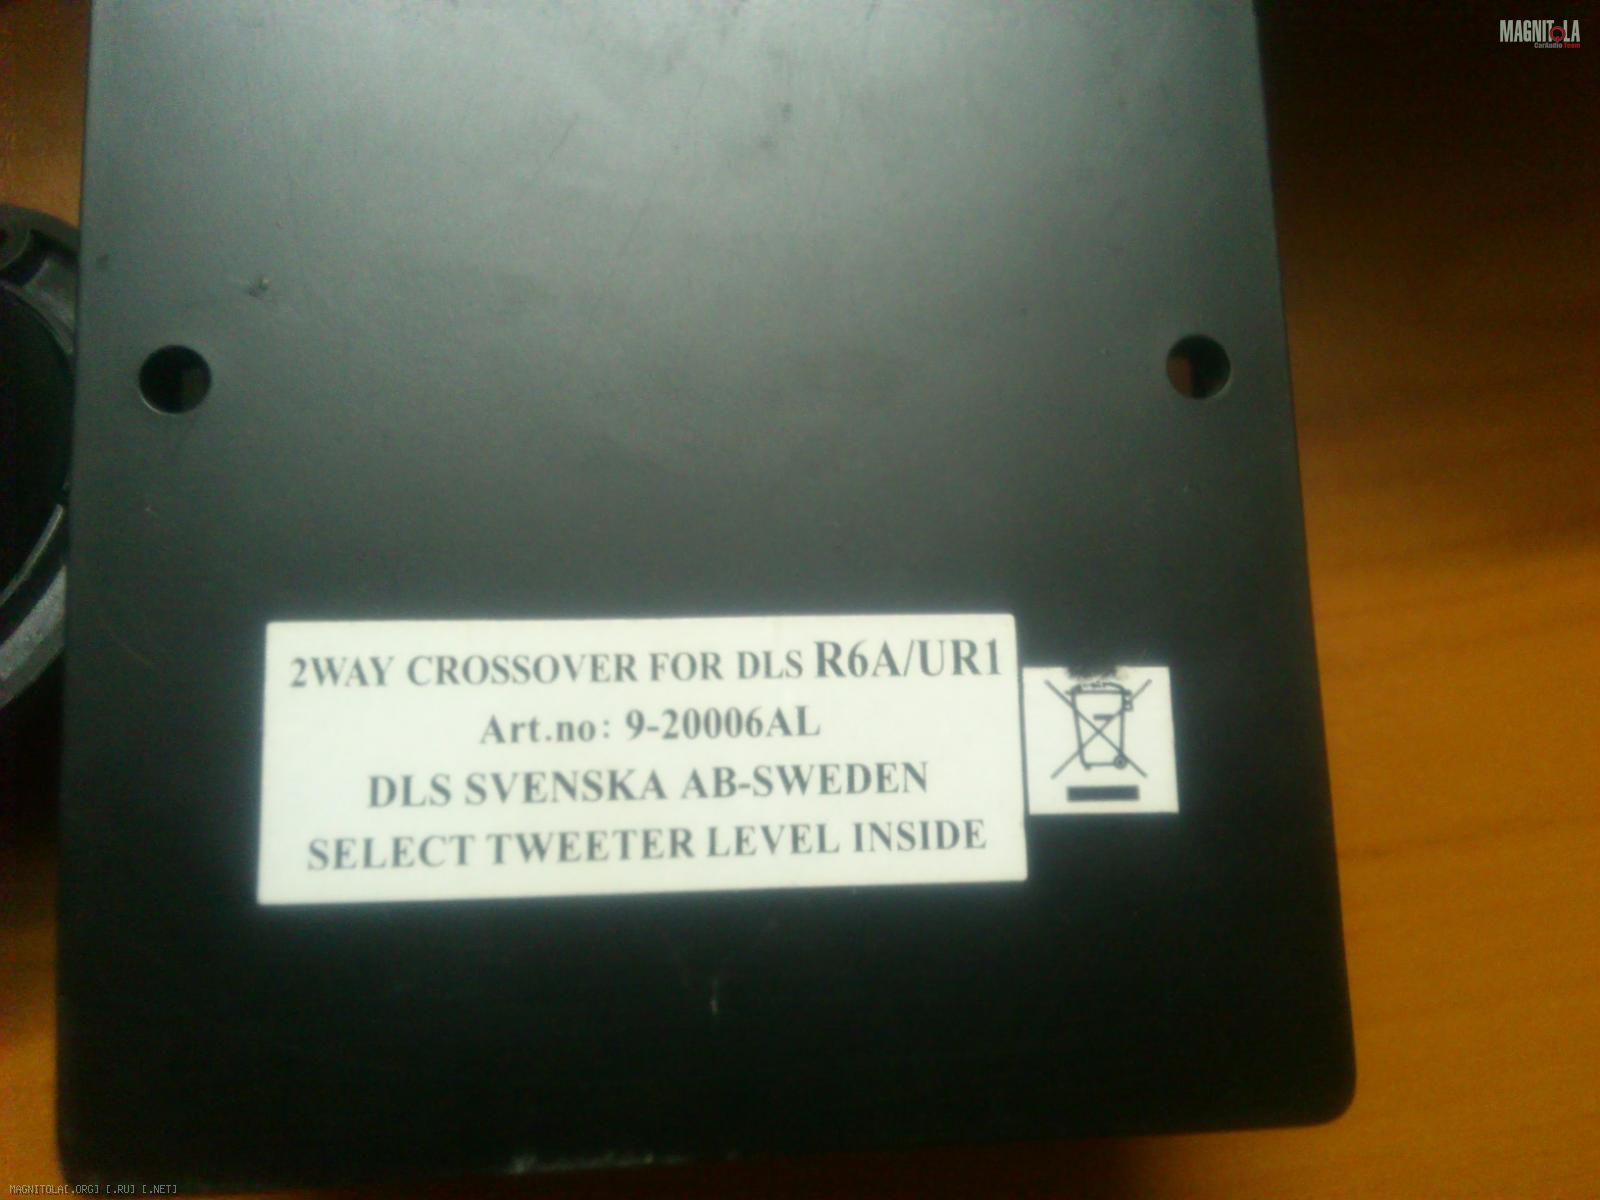 MAGNITOLA
CarAudio Team
2WAY CROSSOVER FOR DLS R6A/UR1
Art.no: 9-20006AL
DLS SVENSKA AB-SWEDEN
SELECT TWEETER LEVEL INSIDE
MAGNITOLA[.ORG] [.RU] [.NET]